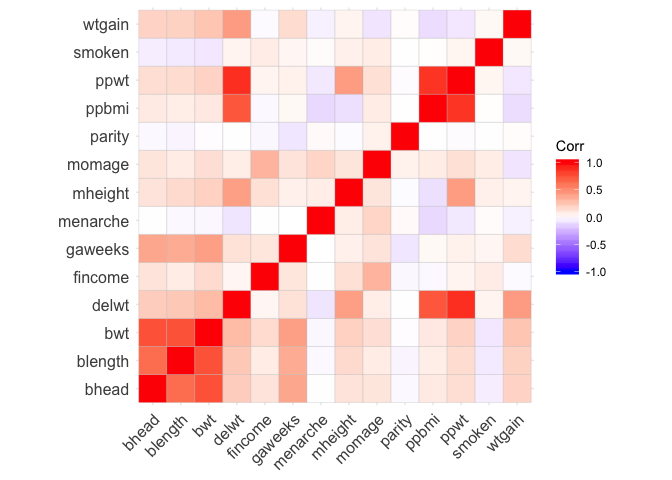 wtgain
smoken
ppwt
ppbmi
parity
momage
mheight
menarche
gaweeks
fincome
delwt
bwt
blength
bhead
bhead
blength
bwt
delwt
fincome
gaweeks
menarche
mheight
momage
parity
ppbmi
ppwt
smoken
wtgain
Corr
1.0
0.5
0.0
-0.5
-1.0